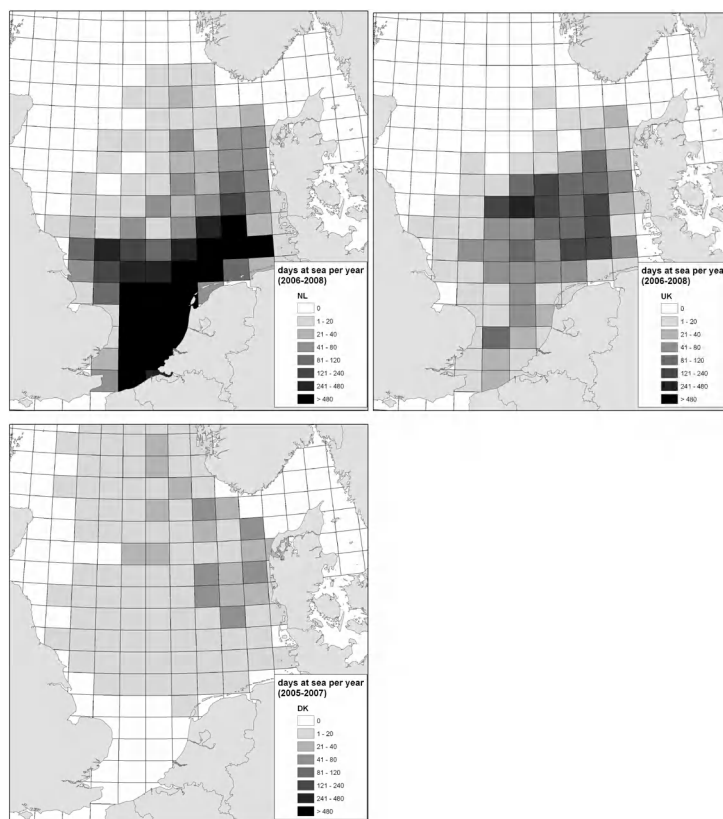 days at sea per year
(2006-2008)
NL
0
1 - 20
21 - 40
41 - 80
81 - 120
121 - 240
241 - 480
> 480
days at sea per year
(2006-2008)
UK
0
1 - 20
21 - 40
41 - 80
81 - 120
121 - 240
241 - 480
> 480
days at sea per year
(2005-2007)
DK
0
1 - 20
21 - 40
41 - 80
81 - 120
121 - 240
241 - 480
> 480